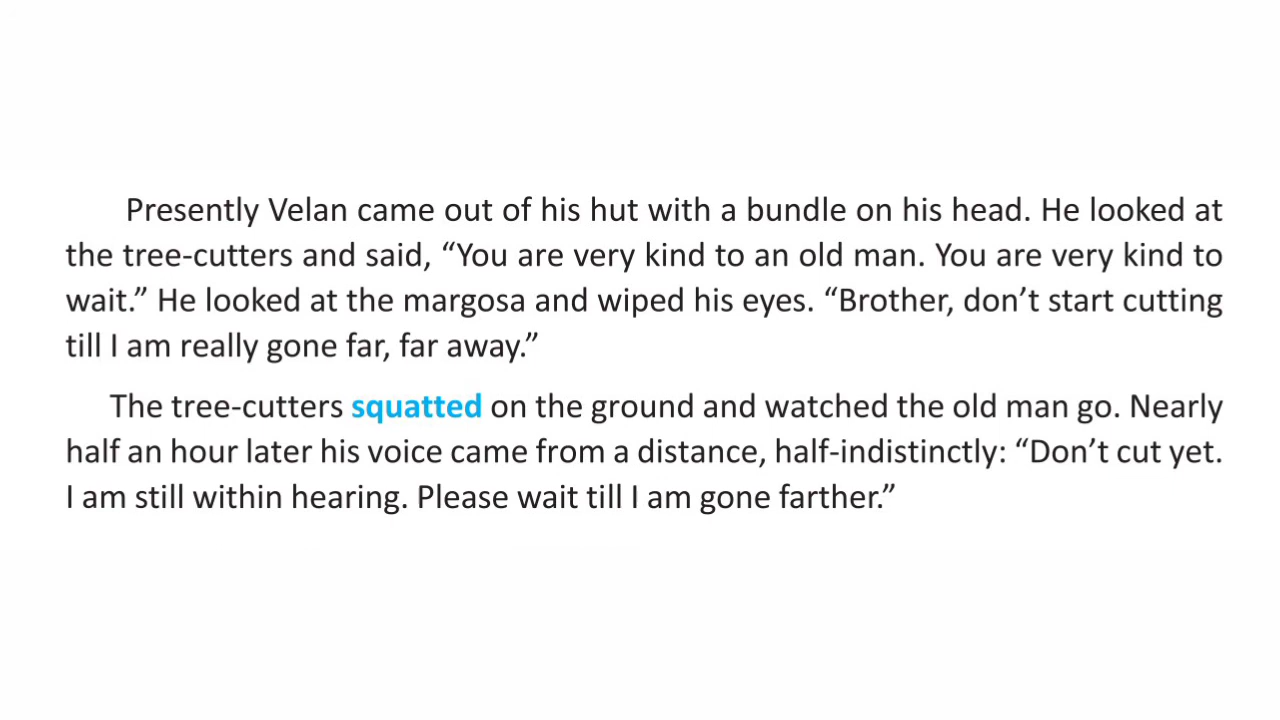 Presently Velan came out of his hut with a bundle on his head. He looked at
the tree-cutters and said, “You are very kind to an old man. You are very kind to
wait.” He looked at the margosa and wiped his eyes. “Brother, don’t start cutting
till I am really gone far, far away.”
The tree-cutters squatted on the ground and watched the old man go. Nearly
half an hour later his voice came from a distance, half-indistinctly: “Don’t cut yet.
I am still within hearing. Please wait till I am gone farther.”